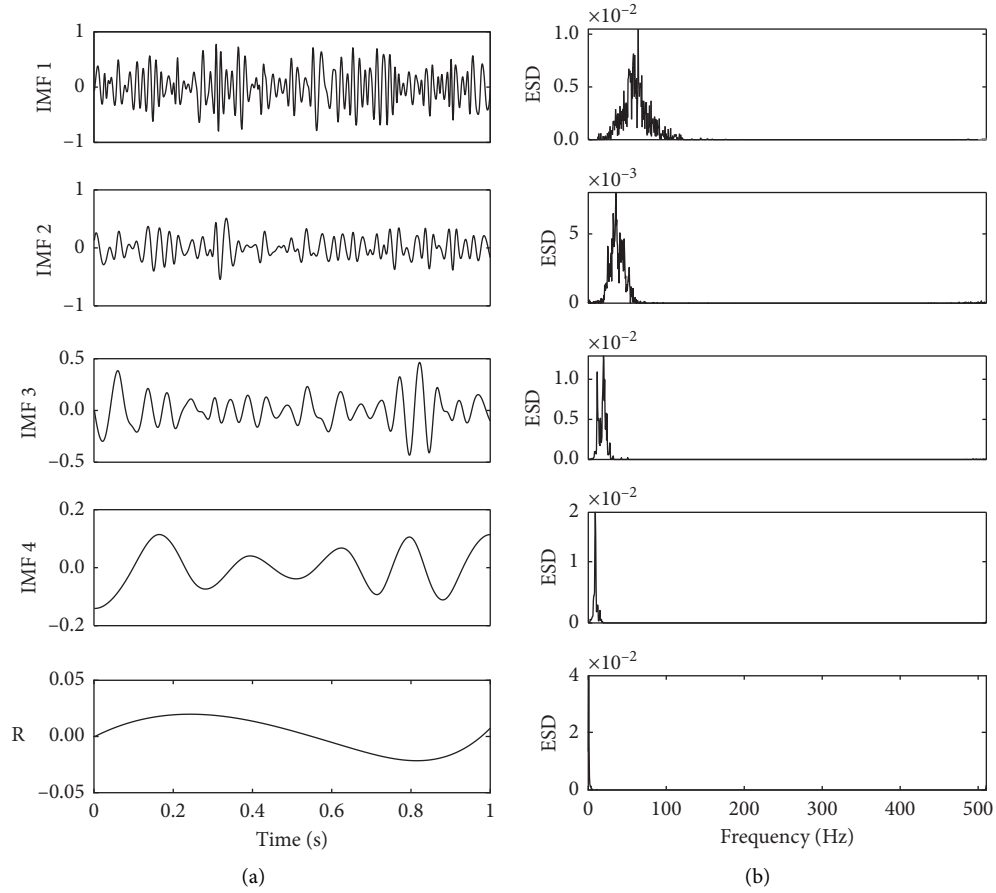 1
0
−1
IMF 1
1
0
−1
IMF 2
0.5
0.0
−0.5
IMF 3
0.2
0.0
−0.2
IMF 4
0.05
0.00
−0.05
R
0 0.2 0.4 0.6 0.8 1
Time (s)
(a)
×10−2
1.0
0.5
0.0
ESD
×10−3
5
0
ESD
×10−2
1.0
0.5
0.0
ESD
×10−2
2
1
0
ESD
×10−2
4
2
0
ESD
0 100 200 300 400 500
Frequency (Hz)
(b)